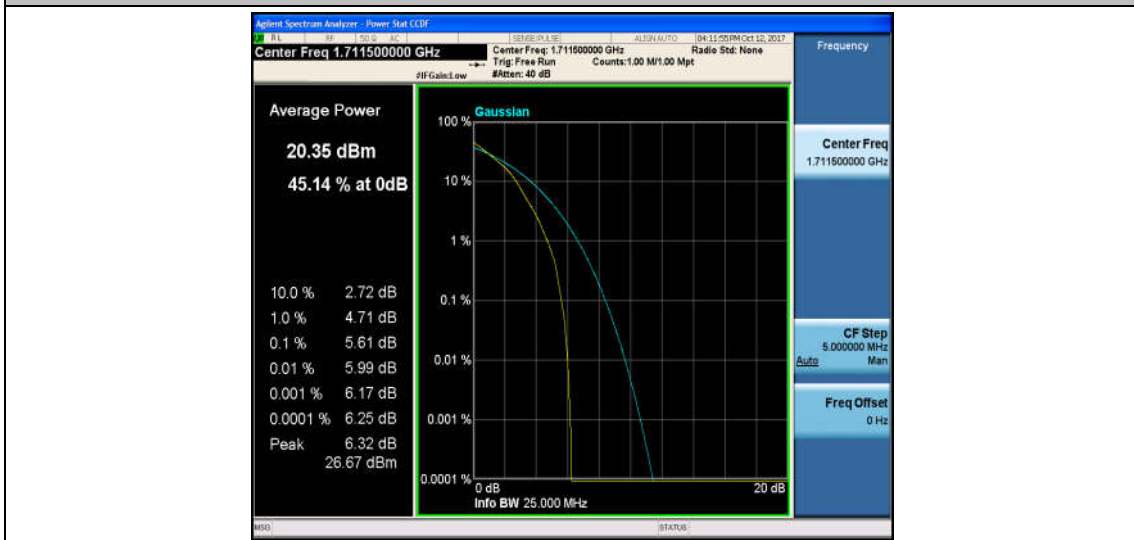 Agilent Spectrum Analyzer - Power Stat CCDF
RL RF 50 Ω AC SENSE:PULSE ALIGN AUTO 04:11:55 PM Oct 12, 2017
Center Freq 1.711500000 GHz
Center Freq: 1.711500000 GHz Radio Std: None
Trig: Free Run Counts:1.00 M/1.00 Mpt
#IFGain:Low #Atten: 40 dB
Frequency
Average Power
20.35 dBm
45.14 % at 0dB
10.0 % 2.72 dB
1.0 % 4.71 dB
0.1 % 5.61 dB
0.01 % 5.99 dB
0.001 % 6.17 dB
0.0001 % 6.25 dB
Peak 6.32 dB
26.67 dBm
Gaussian
100 %
10 %
1 %
0.1 %
0.01 %
0.001 %
0.0001 %
0 dB 20 dB
Info BW 25.000 MHz
Center Freq
1.711500000 GHz
CF Step
5.000000 MHz
Auto Man
Freq Offset
0 Hz
MSG STATUS